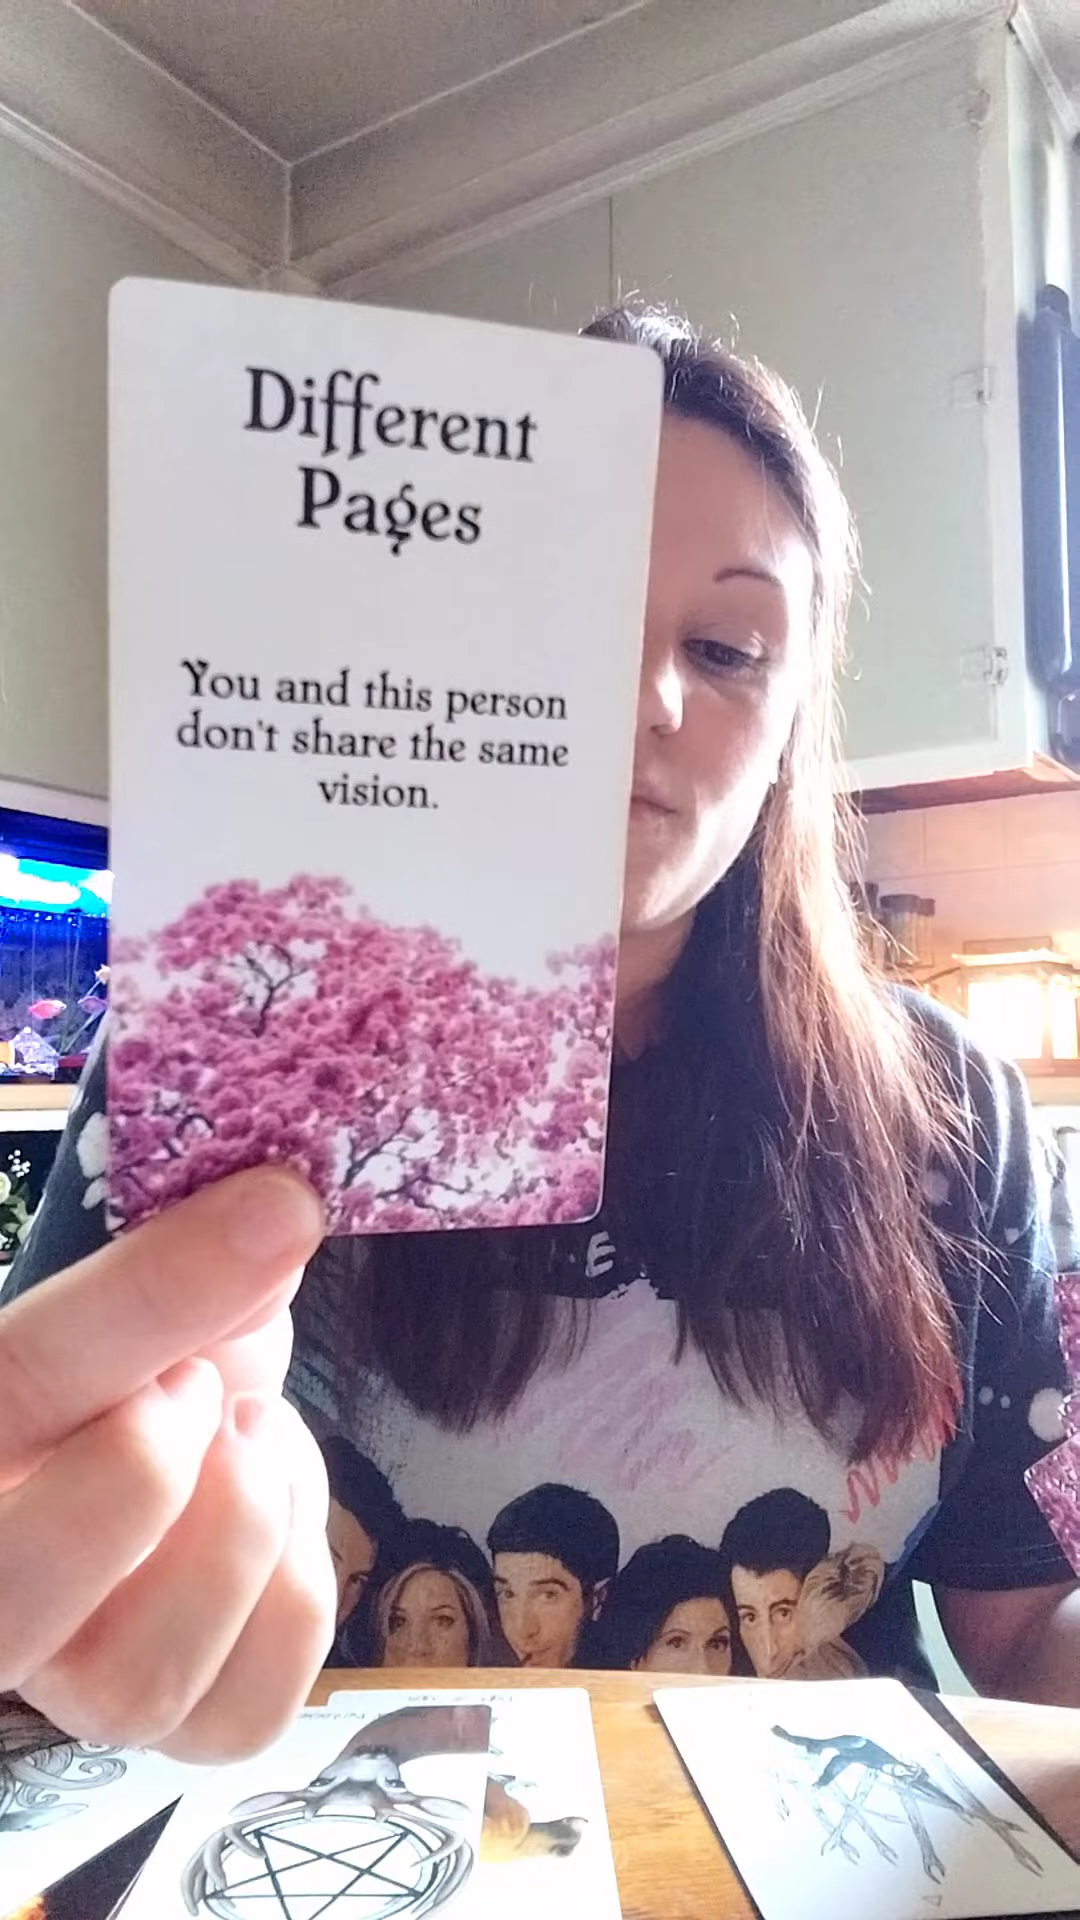 Different
Pages
You and this person
don't share the same
vision.
E